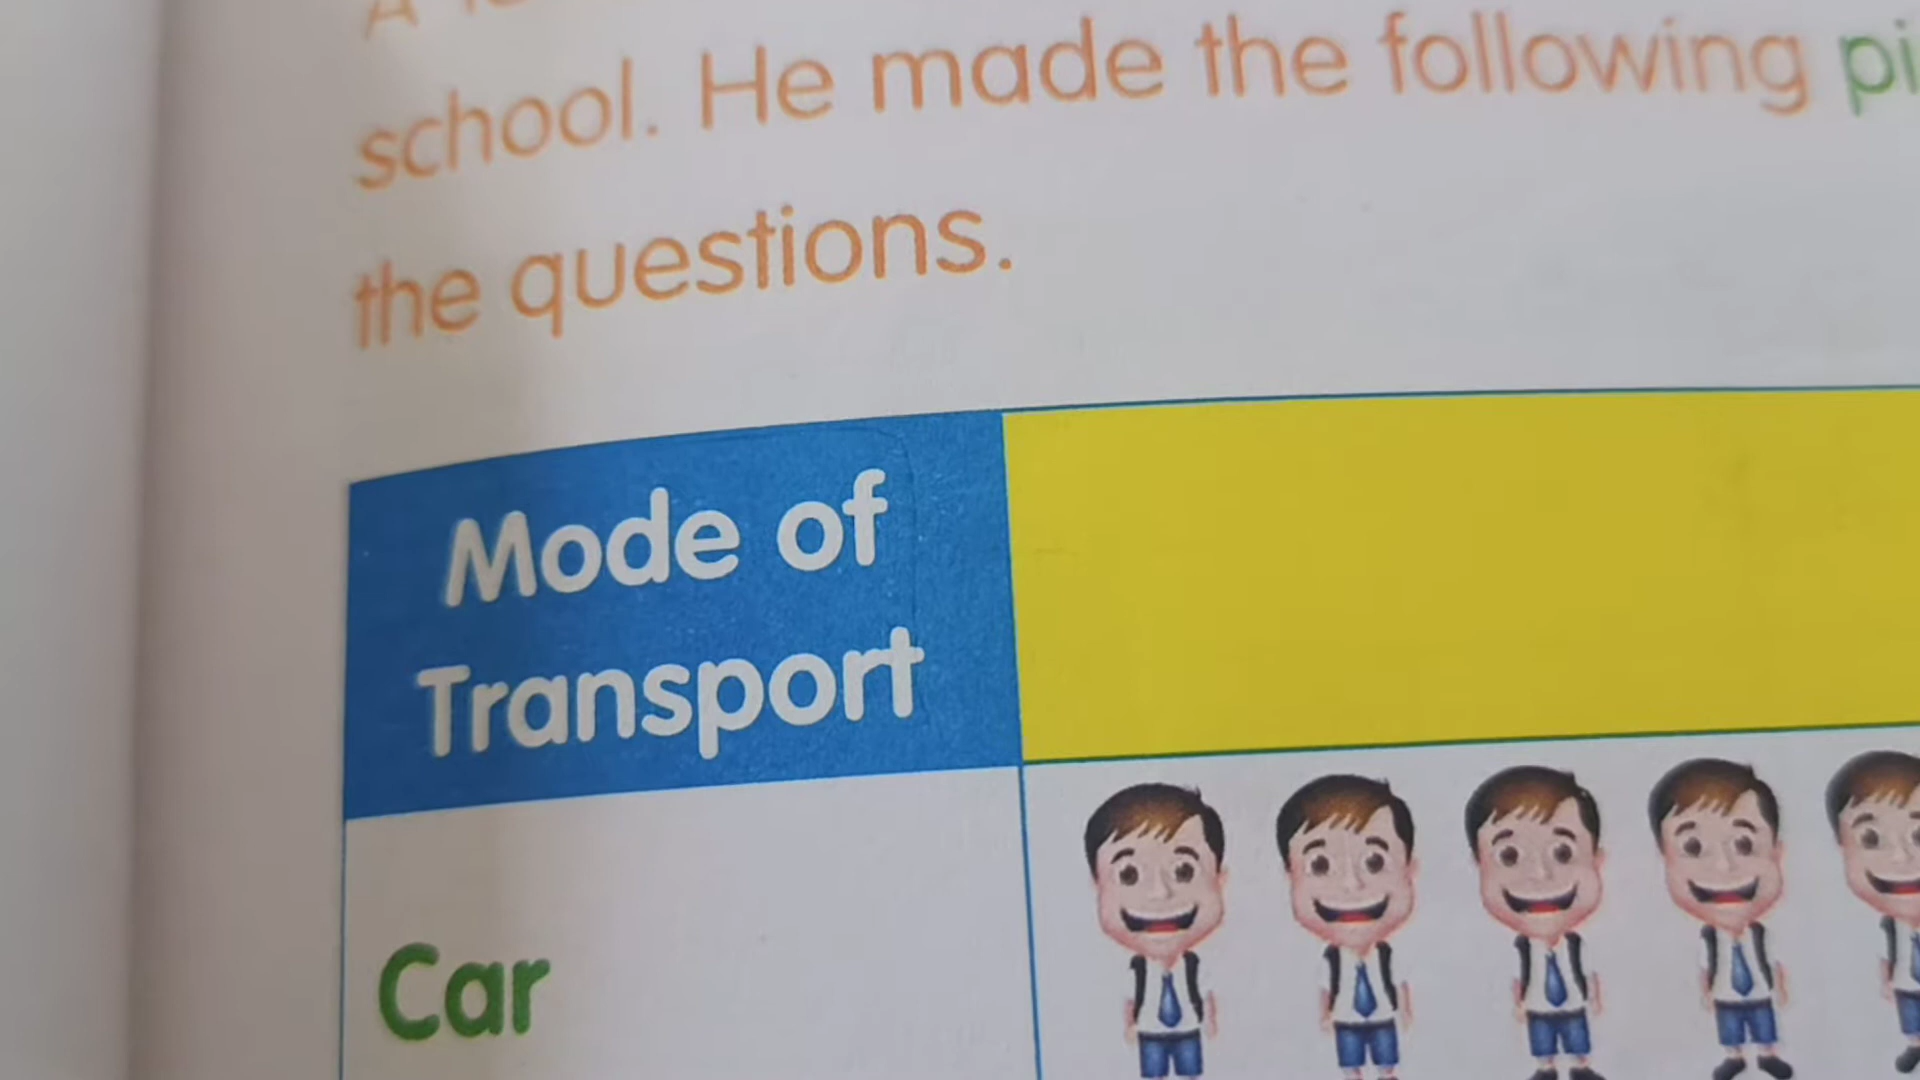 A
school. He made the following
the questions.
Mode of
Transport
Car